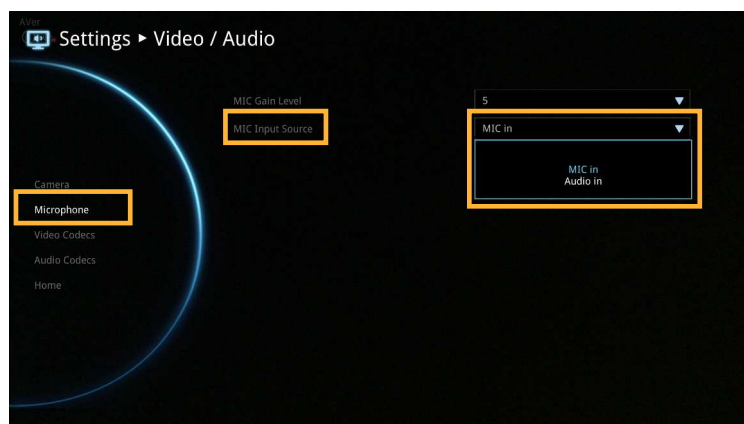 AVer
Settings ▸ Video / Audio
MIC Gain Level
5
MIC Input Source
MIC in
MIC in
Audio in
Camera
Microphone
Video Codecs
Audio Codecs
Home